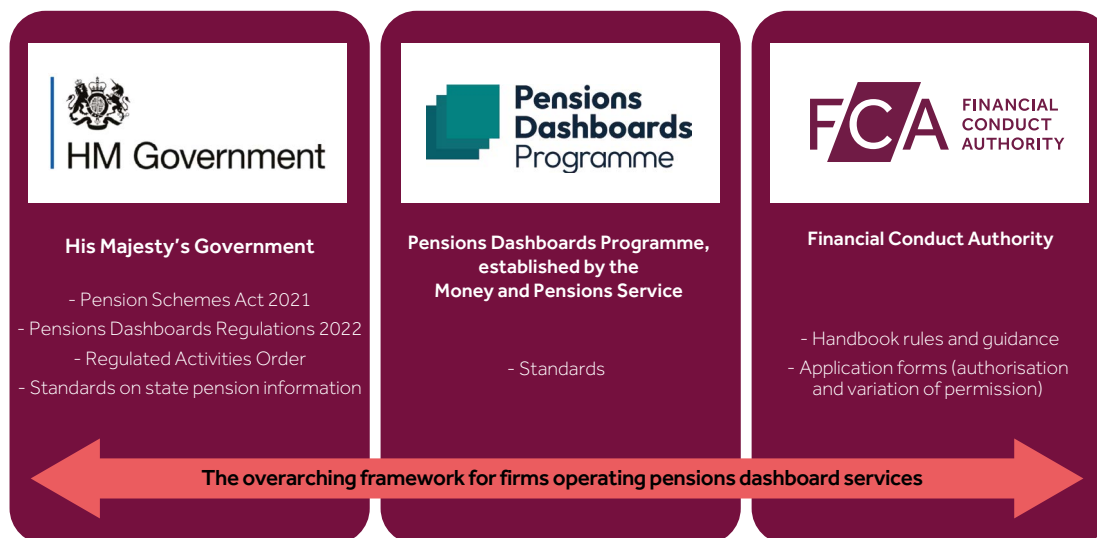 HM Government
His Majesty's Government
- Pension Schemes Act 2021
- Pensions Dashboards Regulations 2022
- Regulated Activities Order
- Standards on state pension information
Pensions
Dashboards
Programme
Pensions Dashboards Programme,
established by the
Money and Pensions Service
- Standards
FCA
FINANCIAL
CONDUCT
AUTHORITY
Financial Conduct Authority
- Handbook rules and guidance
- Application forms (authorisation
and variation of permission)
The overarching framework for firms operating pensions dashboard services